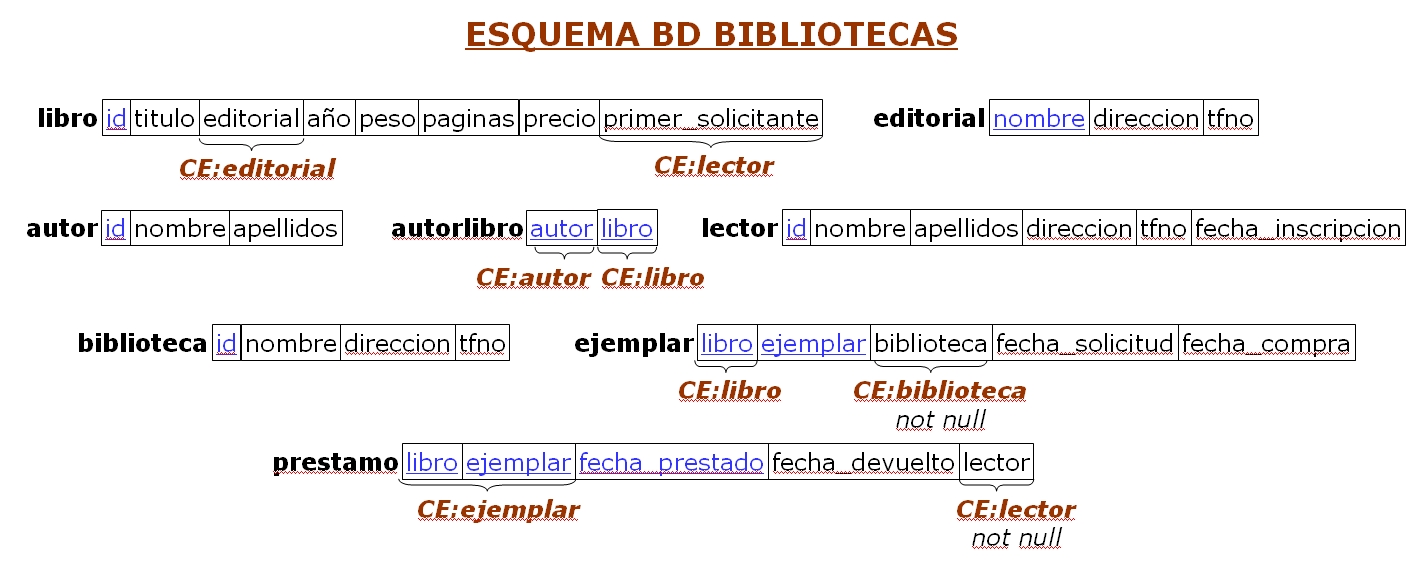 ESQUEMA BD BIBLIOTECAS
libro id titulo editorial año peso paginas precio primer_solicitante
CE:editorial CE:lector
editorial nombre direccion tfno
autor id nombre apellidos
autorlibro autor libro
CE:autor CE:libro
lector id nombre apellidos direccion tfno fecha_inscripcion
biblioteca id nombre direccion tfno
ejemplar libro ejemplar biblioteca fecha_solicitud fecha_compra
CE:libro CE:biblioteca
not null
prestamo libro ejemplar fecha_prestado fecha_devuelto lector
CE:ejemplar CE:lector
not null